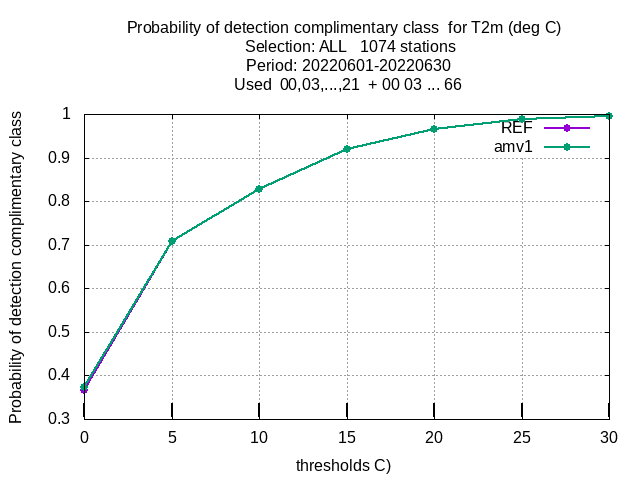 Probability of detection complimentary class  for T2m (deg C)
Selection: ALL   1074 stations
Period: 20220601-20220630
Used  00,03,...,21  + 00 03 ... 66
Probability of detection complimentary class
1
0.9
0.8
0.7
0.6
0.5
0.4
0.3
REF
amv1
0 5 10 15 20 25 30
thresholds C)